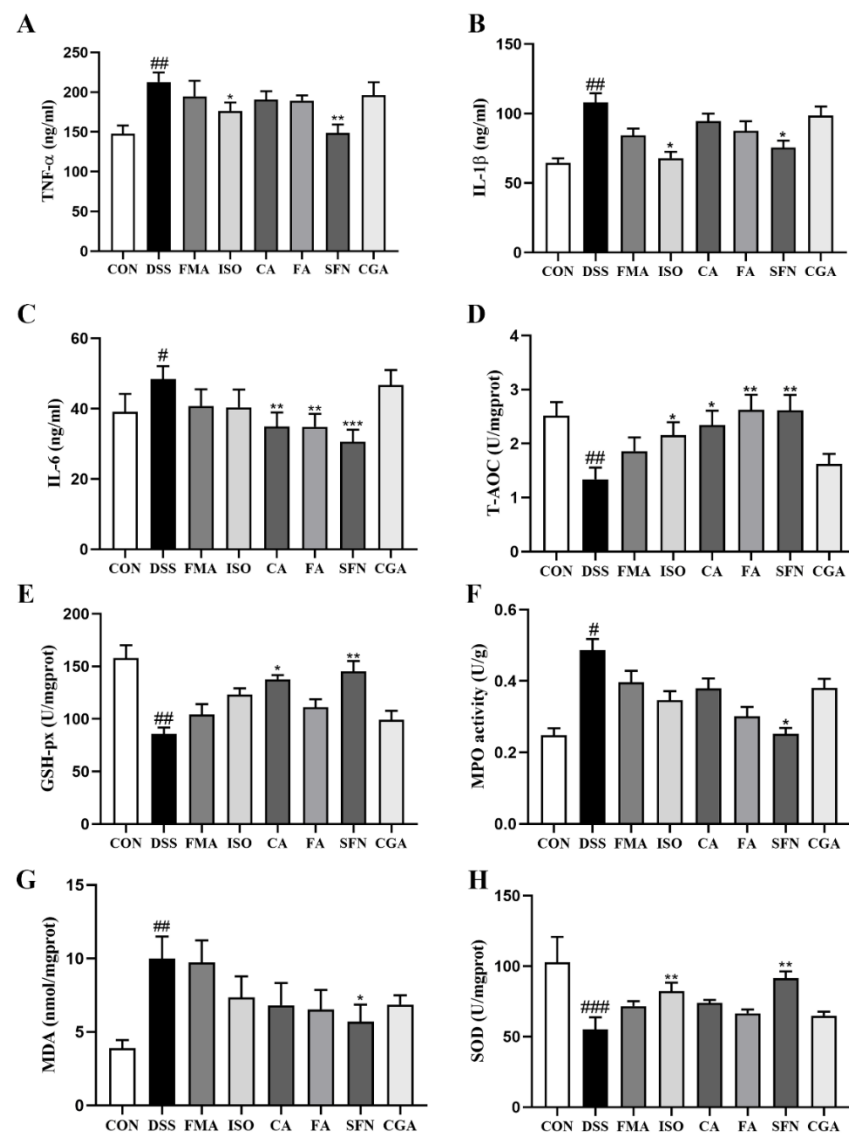 A
TNF-α (ng/ml)
250
200
150
100
50
0
##
*
**
CON DSS FMA ISO CA FA SFN CGA
B
IL-1β (ng/ml)
150
100
50
0
##
*
*
CON DSS FMA ISO CA FA SFN CGA
C
IL-6 (ng/ml)
60
40
20
0
#
**
**
***
CON DSS FMA ISO CA FA SFN CGA
D
T-AOC (U/mgprot)
4
3
2
1
0
##
*
*
**
**
CON DSS FMA ISO CA FA SFN CGA
E
GSH-px (U/mgprot)
200
150
100
50
0
##
*
**
CON DSS FMA ISO CA FA SFN CGA
F
MPO activity (U/g)
0.6
0.4
0.2
0.0
#
*
CON DSS FMA ISO CA FA SFN CGA
G
MDA (nmol/mgprot)
15
10
5
0
##
*
CON DSS FMA ISO CA FA SFN CGA
H
SOD (U/mgprot)
150
100
50
0
###
**
**
CON DSS FMA ISO CA FA SFN CGA